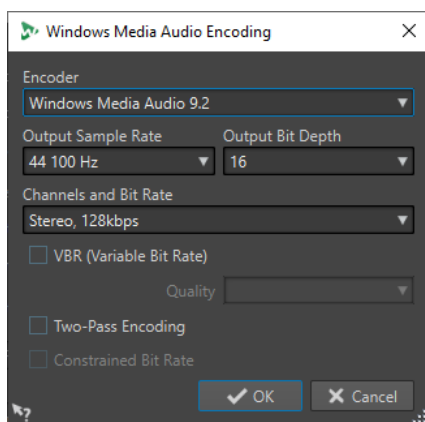 Windows Media Audio Encoding
Encoder
Windows Media Audio 9.2
Output Sample Rate Output Bit Depth
44 100 Hz 16
Channels and Bit Rate
Stereo, 128kbps
VBR (Variable Bit Rate)
Quality
Two-Pass Encoding
Constrained Bit Rate
OK Cancel
?